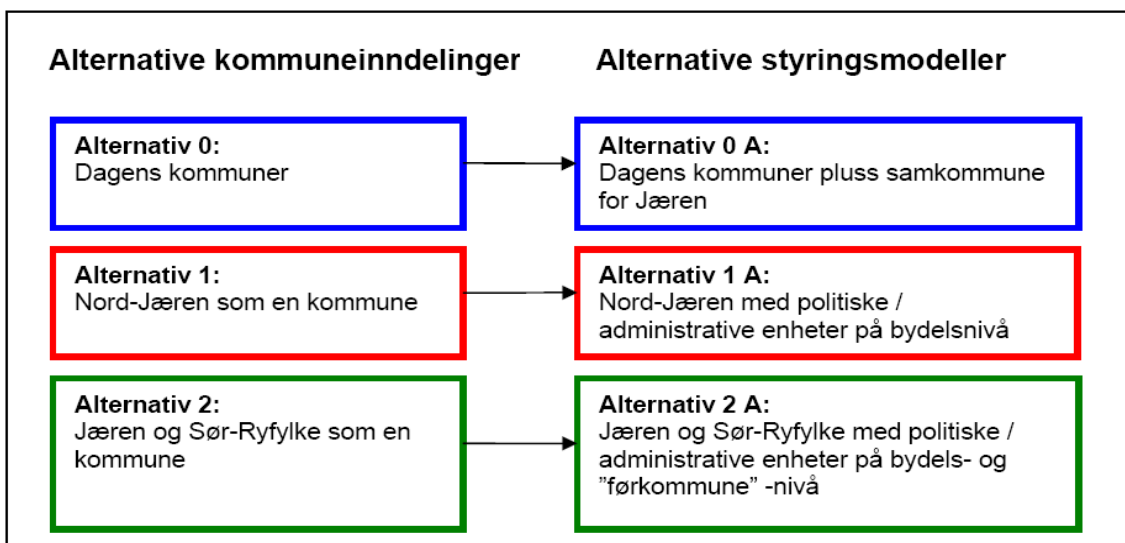 Alternative kommuneinndelinger
Alternative styringsmodeller
Alternativ 0:
Dagens kommuner
Alternativ 0 A:
Dagens kommuner pluss samkommune
for Jæren
Alternativ 1:
Nord-Jæren som en kommune
Alternativ 1 A:
Nord-Jæren med politiske /
administrative enheter på bydelsnivå
Alternativ 2:
Jæren og Sør-Ryfylke som en
kommune
Alternativ 2 A:
Jæren og Sør-Ryfylke med politiske /
administrative enheter på bydels- og
”førkommune” -nivå